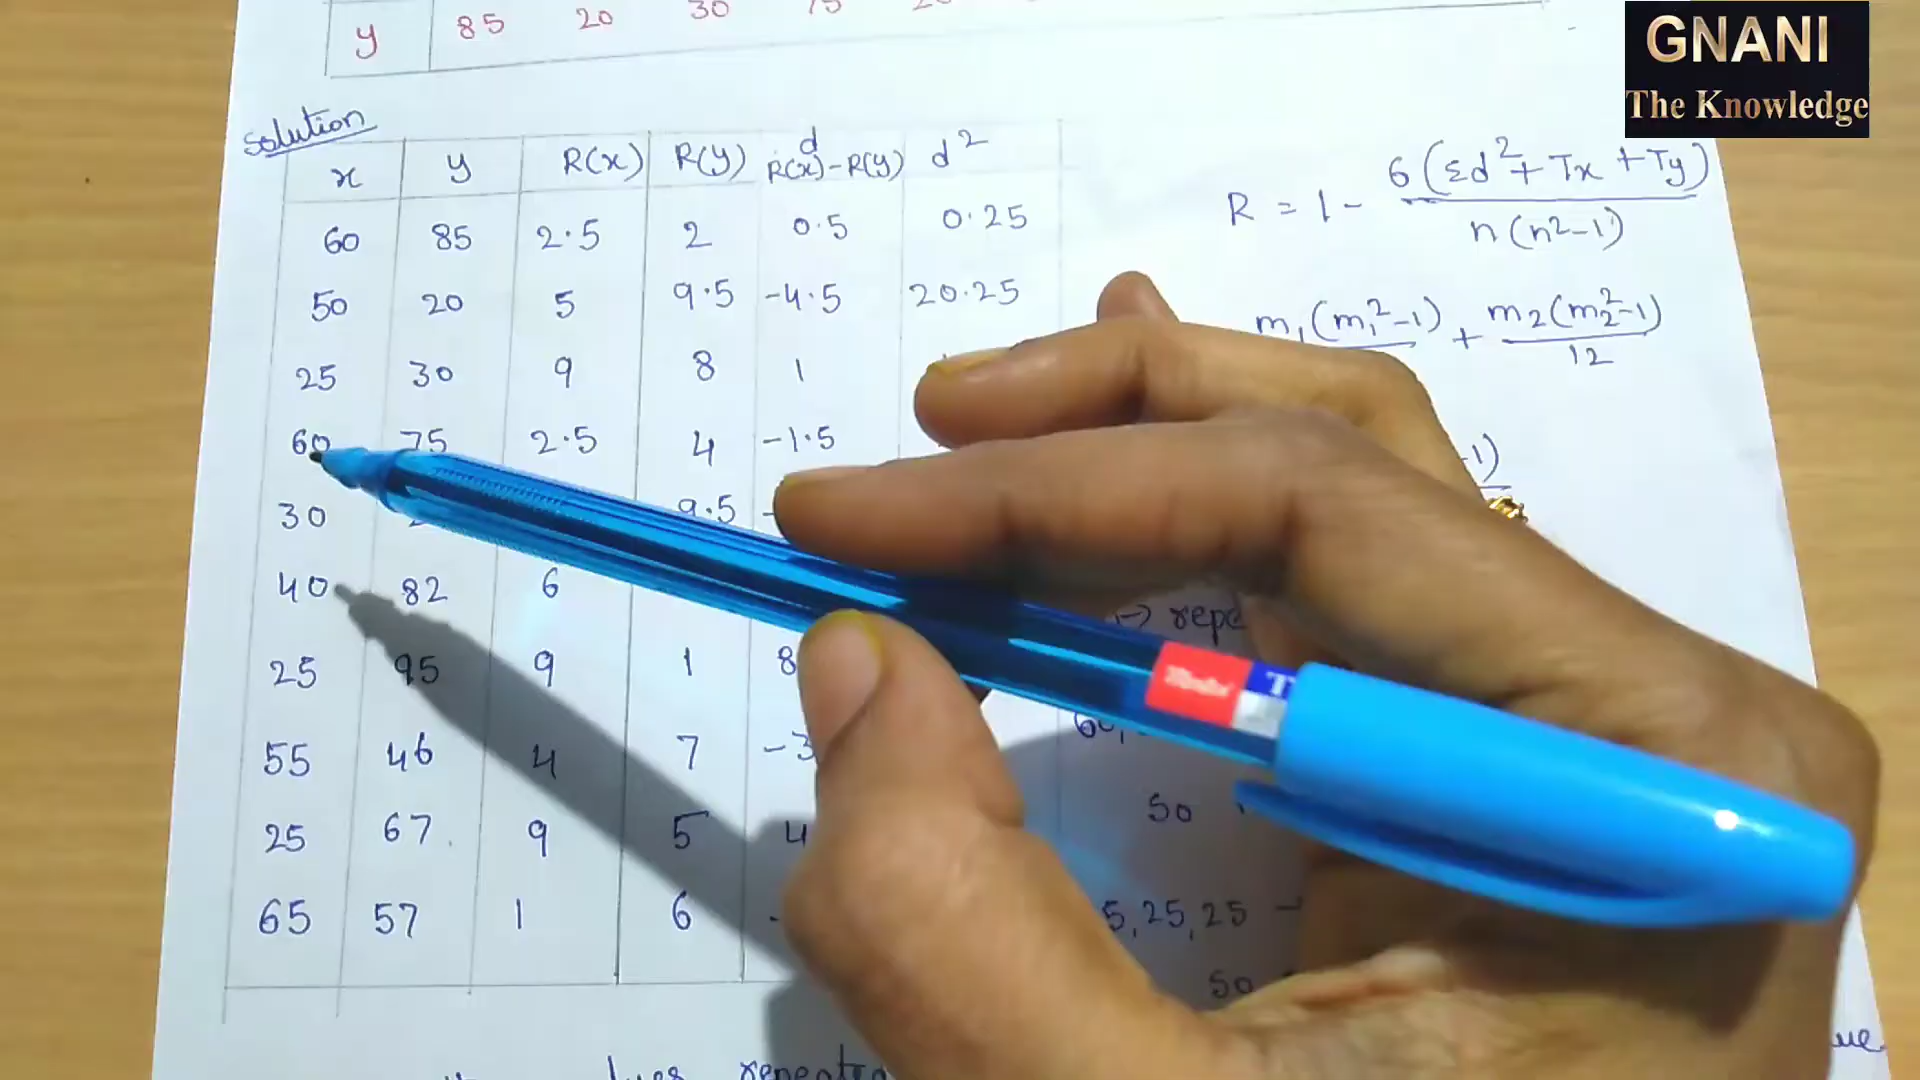 GNANI
The Knowledge
y 85 20 30
Solution
x y R(x) R(y) d R(x)-R(y) d²
60 85 2.5 2 0.5 0.25
50 20 5 9.5 -4.5 20.25
25 30 9 8 1
60 75 2.5 4 -1.5
30 9.5 -
40 82 6
25 95 9 1 8
55 46 4 7 -3
25 67. 9 5 4
65 57 1 6 -
R = 1 - 6(Σd²+Tx+Ty) / n(n²-1)
m₁(m₁²-1) + m₂(m₂²-1) / 12
-1)
→
50
25,25
so